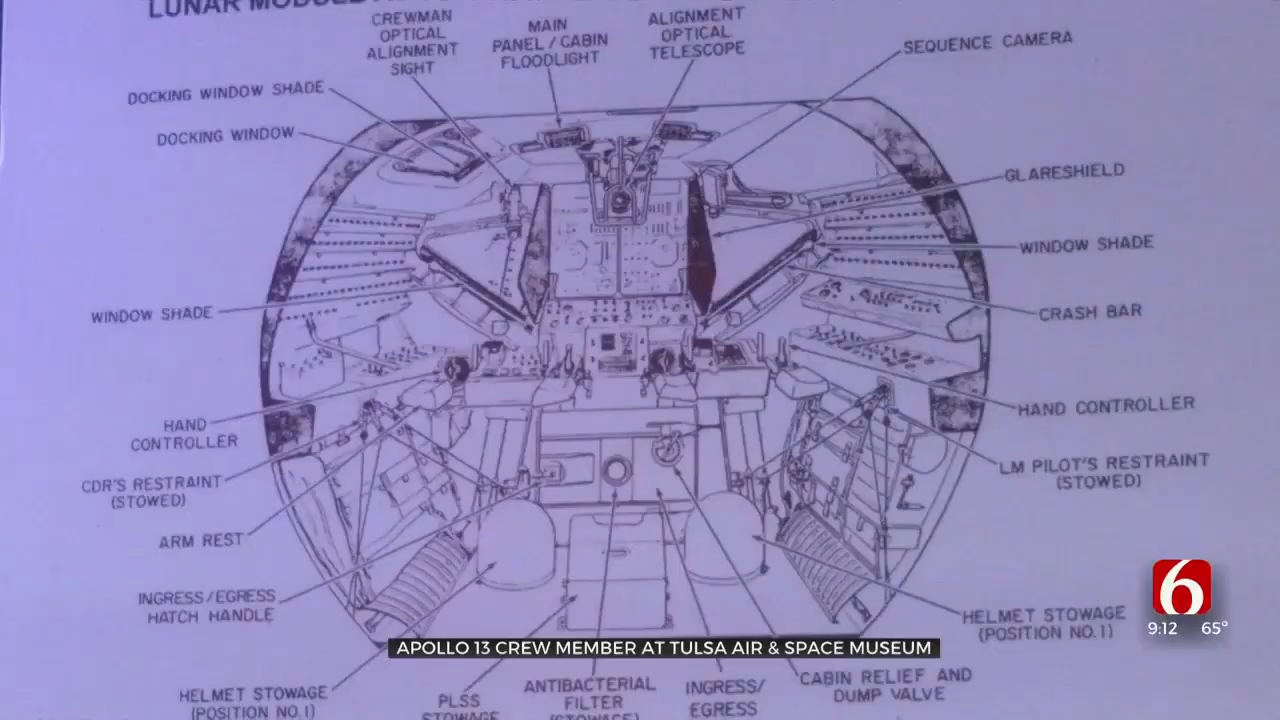 LUNAR MODULE
CREWMAN
OPTICAL
ALIGNMENT
SIGHT
MAIN
PANEL/CABIN
FLOODLIGHT
ALIGNMENT
OPTICAL
TELESCOPE
SEQUENCE CAMERA
DOCKING WINDOW SHADE
DOCKING WINDOW
GLARESHIELD
WINDOW SHADE
WINDOW SHADE
CRASH BAR
HAND
CONTROLLER
HAND CONTROLLER
CDR'S RESTRAINT
(STOWED)
LM PILOT'S RESTRAINT
(STOWED)
ARM REST
INGRESS/EGRESS
HATCH HANDLE
HELMET STOWAGE
(POSITION NO.1)
6
9:12 65°
APOLLO 13 CREW MEMBER AT TULSA AIR & SPACE MUSEUM
HELMET STOWAGE
(POSITION NO.1)
PLSS
STOWAGE
ANTIBACTERIAL
FILTER
(STOWAGE)
INGRESS/
EGRESS
CABIN RELIEF AND
DUMP VALVE